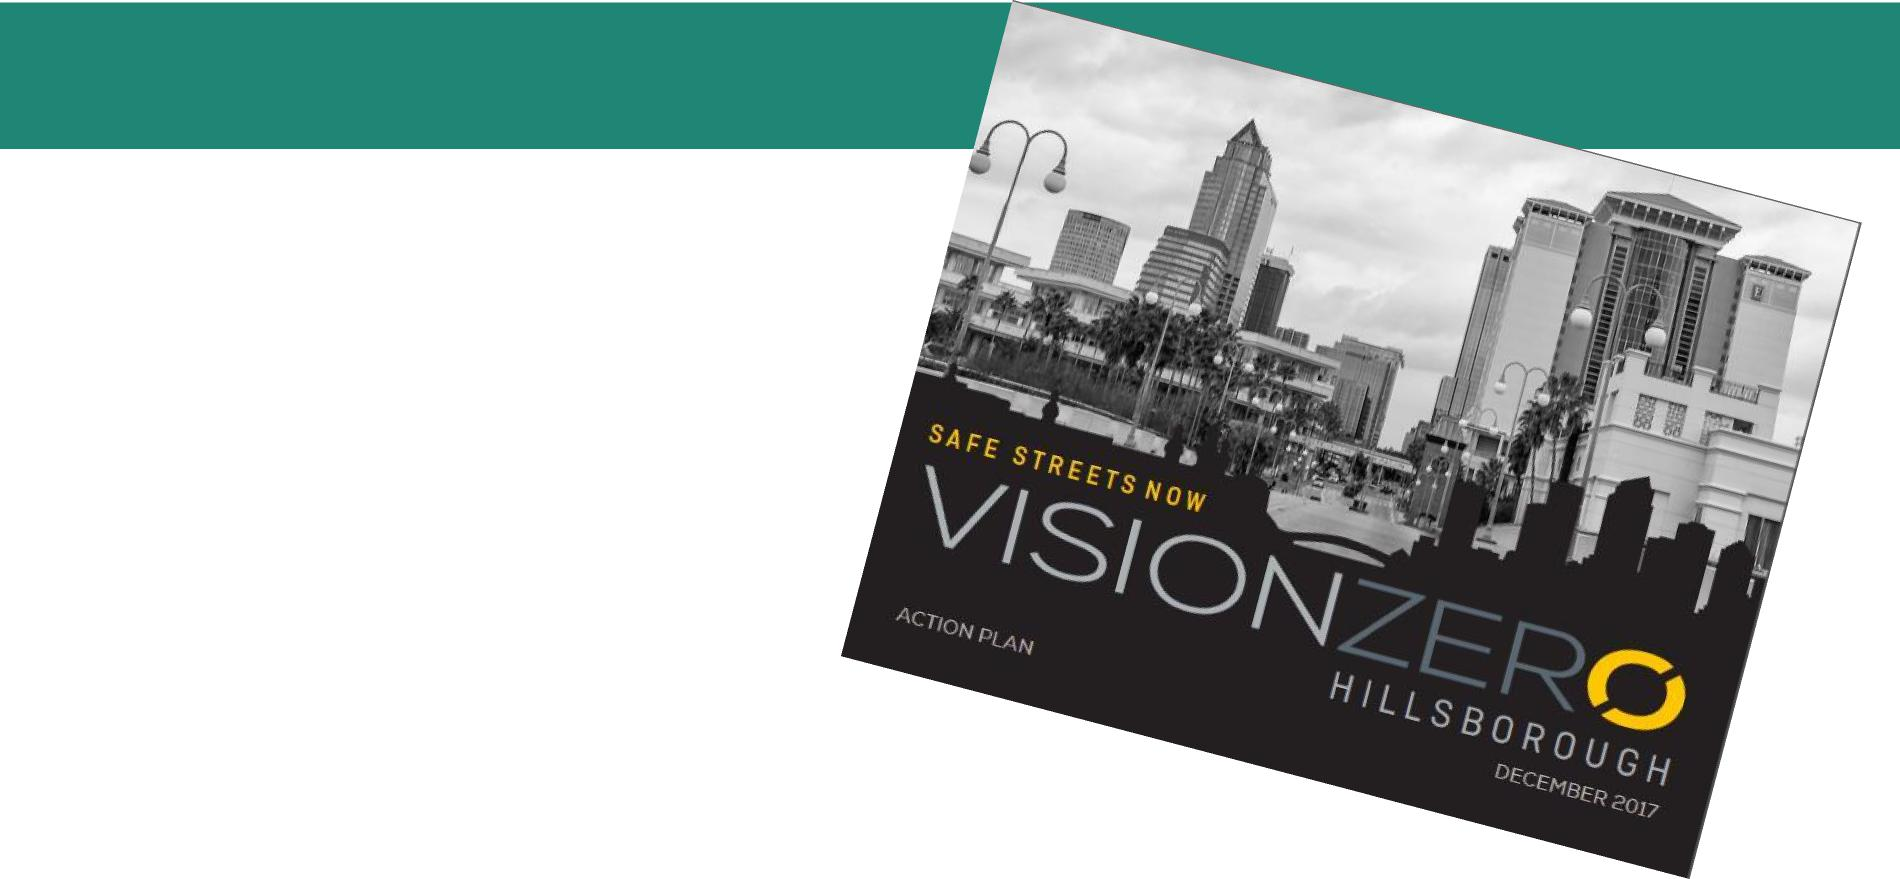 SAFE STREETS NOW
VISIONZERO
HILLSBOROUGH
ACTION PLAN
DECEMBER 2017